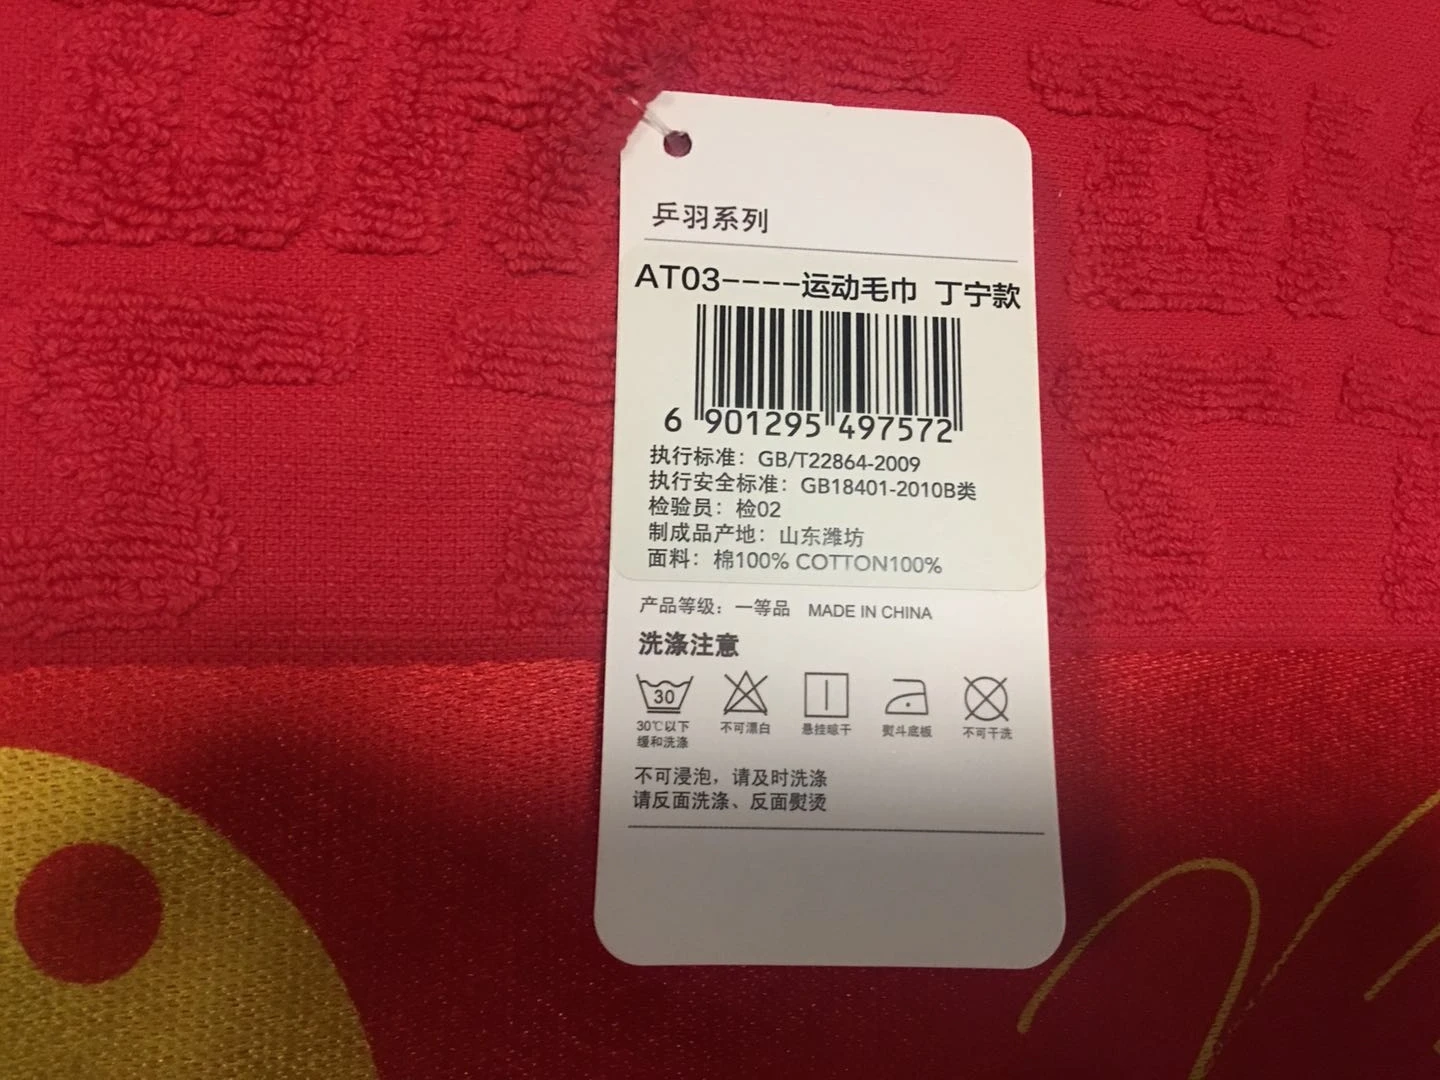 乒羽系列
AT03----运动毛巾 丁宁款
6 901295 497572
执行标准：GB/T22864-2009
执行安全标准：GB18401-2010B类
检验员：检02
制成品产地：山东潍坊
面料：棉100% COTTON100%
产品等级：一等品 MADE IN CHINA
洗涤注意
30
30℃以下 不可漂白 悬挂晾干 熨斗底板 不可干洗
缓和洗涤
不可浸泡，请及时洗涤
请反面洗涤、反面熨烫